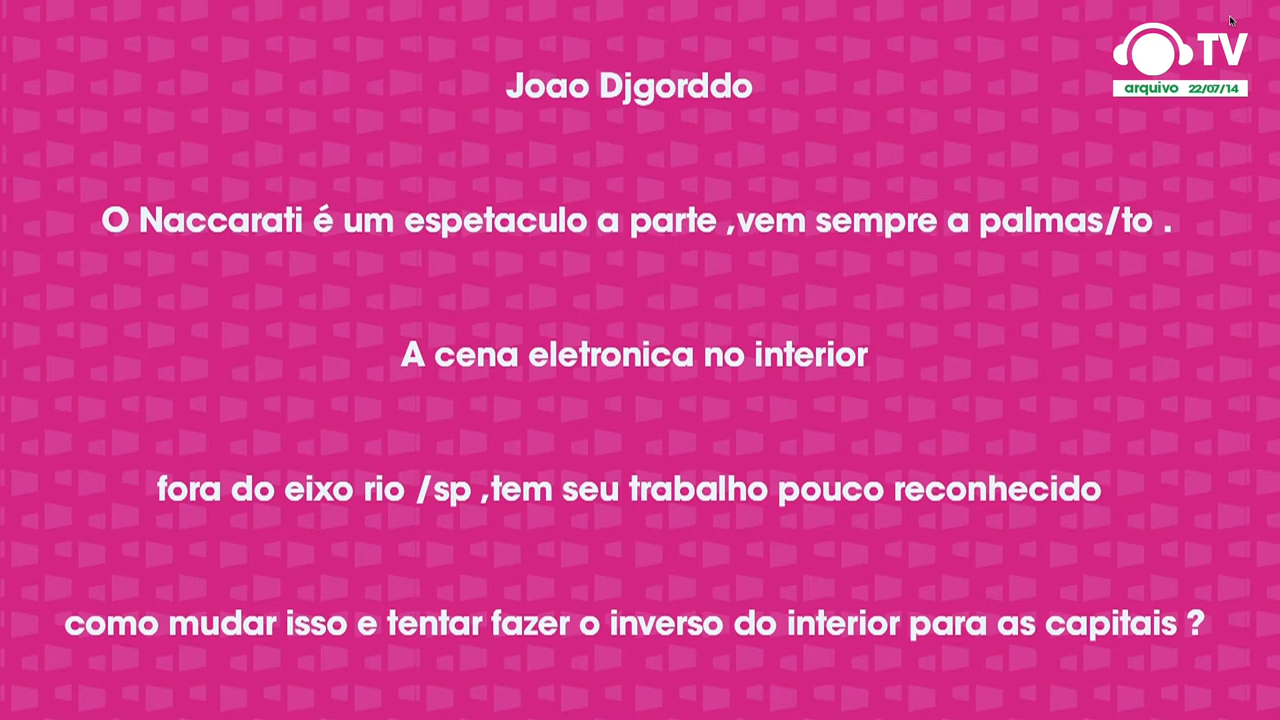 TV
arquivo 22/07/14
Joao Djgorddo
O Naccarati é um espetaculo a parte ,vem sempre a palmas/to .
A cena eletronica no interior
fora do eixo rio /sp ,tem seu trabalho pouco reconhecido
como mudar isso e tentar fazer o inverso do interior para as capitais ?